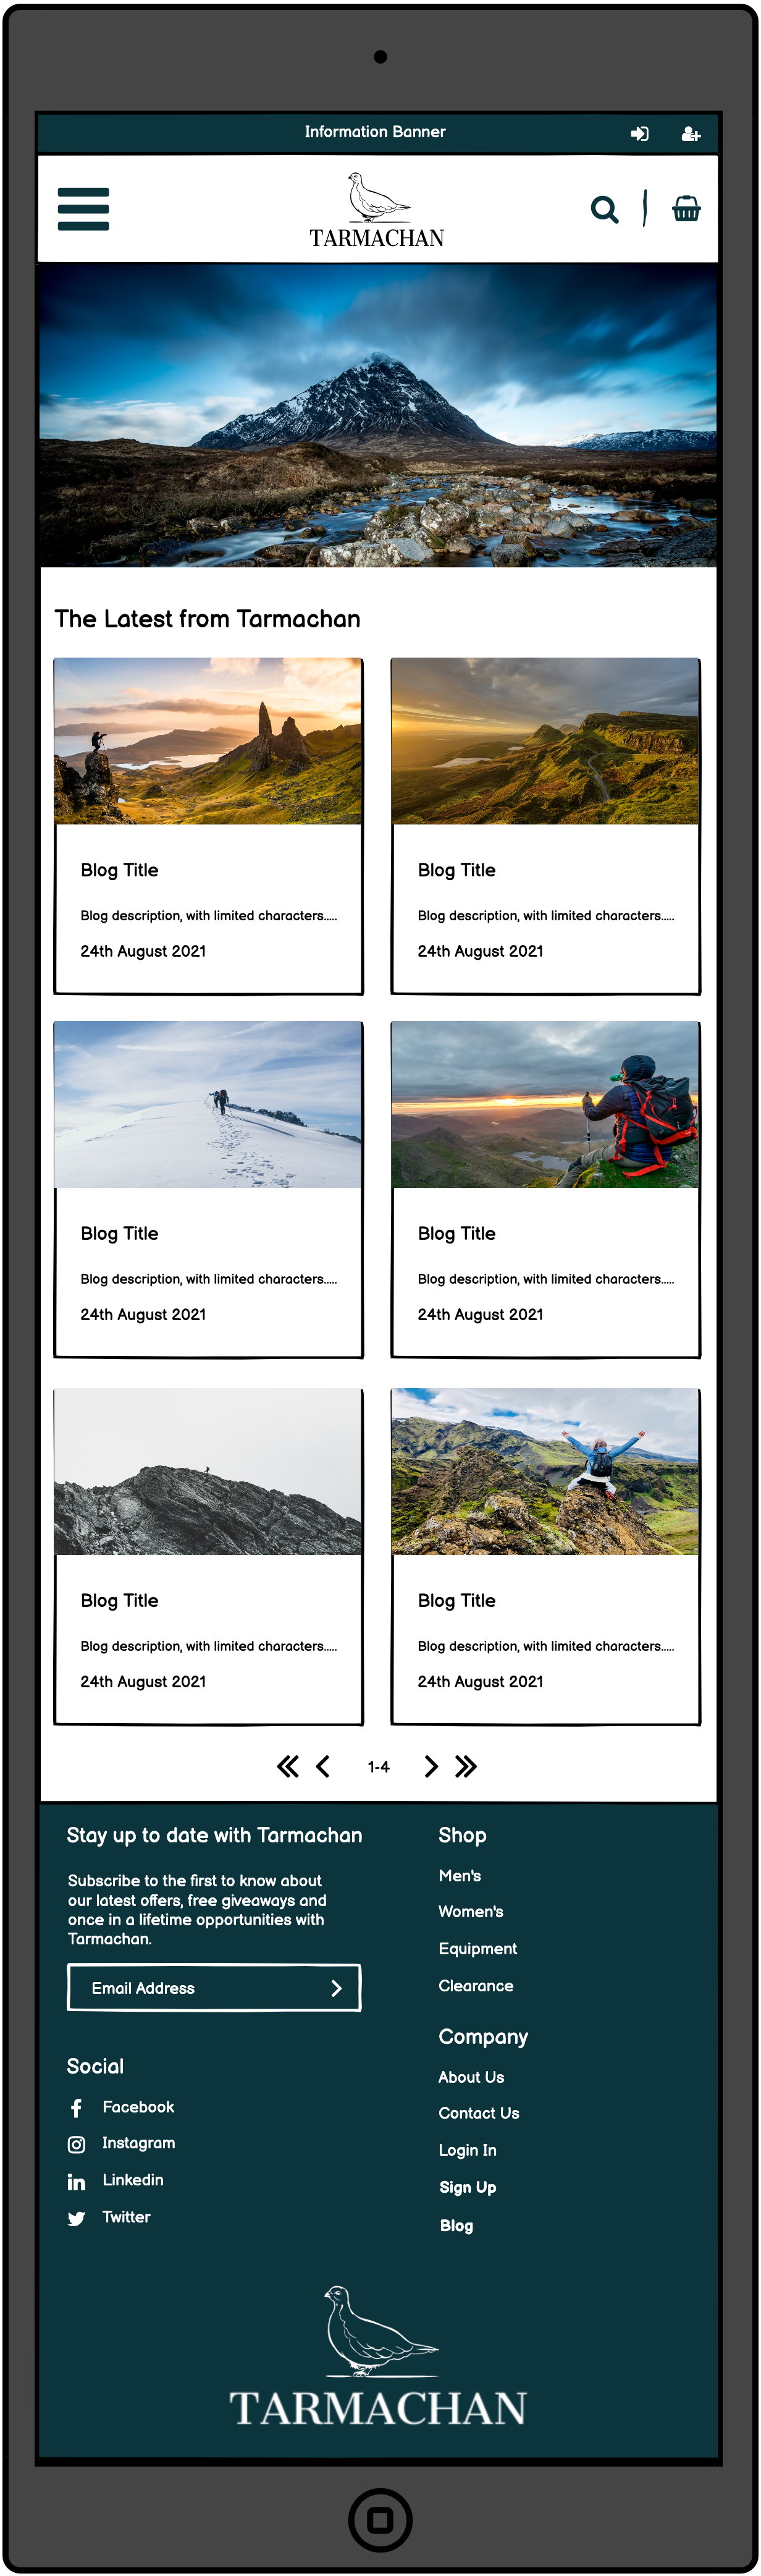 Information Banner
TARMACHAN
The Latest from Tarmachan
Blog Title
Blog description, with limited characters.....
24th August 2021
Blog Title
Blog description, with limited characters.....
24th August 2021
Blog Title
Blog description, with limited characters.....
24th August 2021
Blog Title
Blog description, with limited characters.....
24th August 2021
Blog Title
Blog description, with limited characters.....
24th August 2021
Blog Title
Blog description, with limited characters.....
24th August 2021
1-4
Stay up to date with Tarmachan
Subscribe to the first to know about
our latest offers, free giveaways and
once in a lifetime opportunities with
Tarmachan.
Email Address
Social
Facebook
Instagram
Linkedin
Twitter
Shop
Men's
Women's
Equipment
Clearance
Company
About Us
Contact Us
Login In
Sign Up
Blog
TARMACHAN